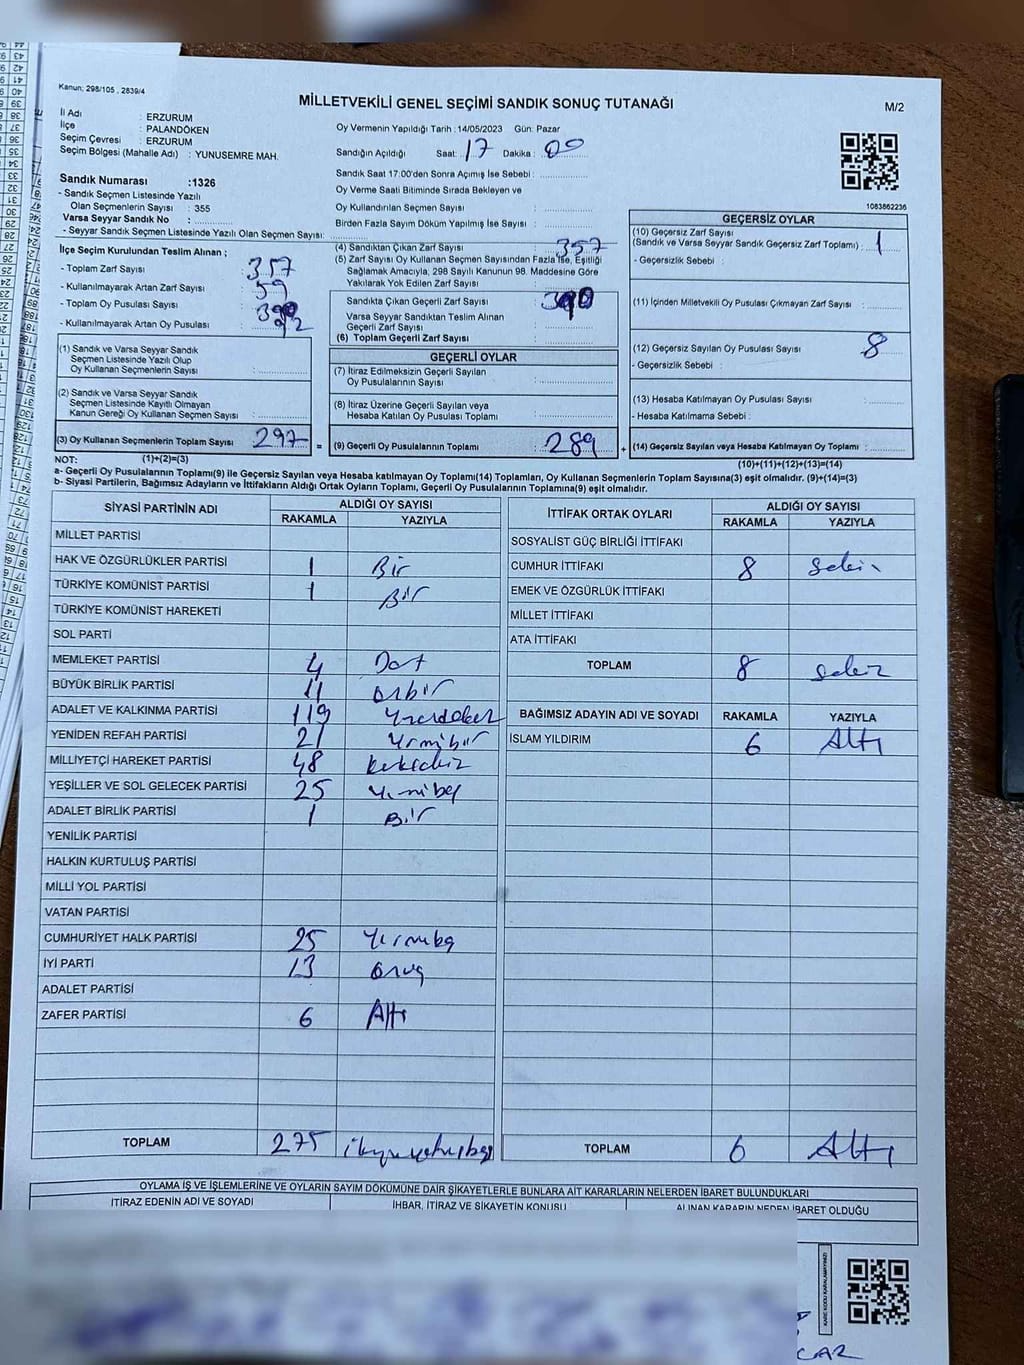 Kanun; 298/105 , 2839/4
MİLLETVEKİLİ GENEL SEÇİMİ SANDIK SONUÇ TUTANAĞI
M/2
İl Adı : ERZURUM
İlçe : PALANDÖKEN
Seçim Çevresi : ERZURUM
Seçim Bölgesi (Mahalle Adı) : YUNUSEMRE MAH.
Sandık Numarası :1326
- Sandık Seçmen Listesinde Yazılı
Olan Seçmenlerin Sayısı : 355
Varsa Seyyar Sandık No :
- Seyyar Sandık Seçmen Listesinde Yazılı Olan Seçmen Sayısı:
İlçe Seçim Kurulundan Teslim Alınan ;
- Toplam Zarf Sayısı : 357
- Kullanılmayarak Artan Zarf Sayısı : 59
- Toplam Oy Pusulası Sayısı :
- Kullanılmayarak Artan Oy Pusulası :
Oy Vermenin Yapıldığı Tarih :14/05/2023 Gün: Pazar
Sandığın Açıldığı Saat: 17 Dakika : 00
Sandık Saat 17:00'den Sonra Açımış İse Sebebi :
Oy Verme Saati Bitiminde Sırada Bekleyen ve
Oy Kullandırılan Seçmen Sayısı :
Birden Fazla Sayım Döküm Yapılmış İse Sayısı :
(4) Sandıktan Çıkan Zarf Sayısı : 357
(5) Zarf Sayısı Oy Kullanan Seçmen Sayısından Fazla İse, Eşitliği
Sağlamak Amacıyla, 298 Sayılı Kanunun 98. Maddesine Göre
Yakılarak Yok Edilen Zarf Sayısı :
Sandıkta Çıkan Geçerli Zarf Sayısı :
Varsa Seyyar Sandıktan Teslim Alınan
Geçerli Zarf Sayısı :
(6) Toplam Geçerli Zarf Sayısı :
1083862236
GEÇERSİZ OYLAR
(10) Geçersiz Zarf Sayısı
(Sandık ve Varsa Seyyar Sandık Geçersiz Zarf Toplamı) : 1
- Geçersizlik Sebebi :
(11) İçinden Milletvekili Oy Pusulası Çıkmayan Zarf Sayısı :
(12) Geçersiz Sayılan Oy Pusulası Sayısı : 8
- Geçersizlik Sebebi :
(13) Hesaba Katılmayan Oy Pusulası Sayısı :
- Hesaba Katılmama Sebebi :
(14) Geçersiz Sayılan veya Hesaba Katılmayan Oy Toplamı :
(10)+(11)+(12)+(13)=(14)
(1) Sandık ve Varsa Seyyar Sandık
Seçmen Listesinde Yazılı Olup
Oy Kullanan Seçmenlerin Sayısı :
(2) Sandık ve Varsa Seyyar Sandık
Seçmen Listesinde Kayıtlı Olmayan
Kanun Gereği Oy Kullanan Seçmen Sayısı :
(3) Oy Kullanan Seçmenlerin Toplam Sayısı : 297 =
GEÇERLİ OYLAR
(7) İtiraz Edilmeksizin Geçerli Sayılan
Oy Pusulalarının Sayısı :
(8) İtiraz Üzerine Geçerli Sayılan veya
Hesaba Katılan Oy Pusulası Toplamı :
(9) Geçerli Oy Pusulalarının Toplamı : 289 +
NOT: (1)+(2)=(3)
a- Geçerli Oy Pusulalarının Toplamı(9) ile Geçersiz Sayılan veya Hesaba katılmayan Oy Toplamı(14) Toplamları, Oy Kullanan Seçmenlerin Toplam Sayısına(3) eşit olmalıdır. (9)+(14)=(3)
b- Siyasi Partilerin, Bağımsız Adayların ve İttifakların Aldığı Ortak Oyların Toplamı, Geçerli Oy Pusulalarının Toplamına(9) eşit olmalıdır.
SİYASİ PARTİNİN ADI ALDIĞI OY SAYISI
RAKAMLA YAZIYLA
MİLLET PARTİSİ
HAK VE ÖZGÜRLÜKLER PARTİSİ 1 Bir
TÜRKİYE KOMÜNİST PARTİSİ 1 Bir
TÜRKİYE KOMÜNİST HAREKETİ
SOL PARTİ
MEMLEKET PARTİSİ 4 Dört
BÜYÜK BİRLİK PARTİSİ 11 onbir
ADALET VE KALKINMA PARTİSİ 119
YENİDEN REFAH PARTİSİ 21 Yirmibir
MİLLİYETÇİ HAREKET PARTİSİ 48
YEŞİLLER VE SOL GELECEK PARTİSİ 25 Yirmibeş
ADALET BİRLİK PARTİSİ 1 Bir
YENİLİK PARTİSİ
HALKIN KURTULUŞ PARTİSİ
MİLLİ YOL PARTİSİ
VATAN PARTİSİ
CUMHURİYET HALK PARTİSİ 25 Yirmibeş
İYİ PARTİ 13 onuç
ADALET PARTİSİ
ZAFER PARTİSİ 6 Altı
TOPLAM 275
İTTİFAK ORTAK OYLARI ALDIĞI OY SAYISI
RAKAMLA YAZIYLA
SOSYALİST GÜÇ BİRLİĞİ İTTİFAKI
CUMHUR İTTİFAKI 8 sekiz
EMEK VE ÖZGÜRLÜK İTTİFAKI
MİLLET İTTİFAKI
ATA İTTİFAKI
TOPLAM 8 sekiz
BAĞIMSIZ ADAYIN ADI VE SOYADI RAKAMLA YAZIYLA
İSLAM YILDIRIM 6 Altı
TOPLAM 6 Altı
OYLAMA İŞ VE İŞLEMLERİNE VE OYLARIN SAYIM DÖKÜMÜNE DAİR ŞİKAYETLERLE BUNLARA AİT KARARLARIN NELERDEN İBARET BULUNDUKLARI
İTİRAZ EDENİN ADI VE SOYADI İHBAR, İTİRAZ VE ŞİKAYETİN KONUSU ALINAN KARARIN NEDEN İBARET OLDUĞU